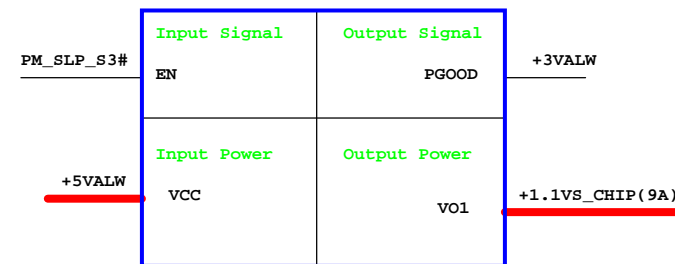 Input Signal Output Signal
PM_SLP_S3# +3VALW
EN PGOOD
Input Power Output Power
+5VALW
VCC +1.1VS_CHIP(9A)
VO1